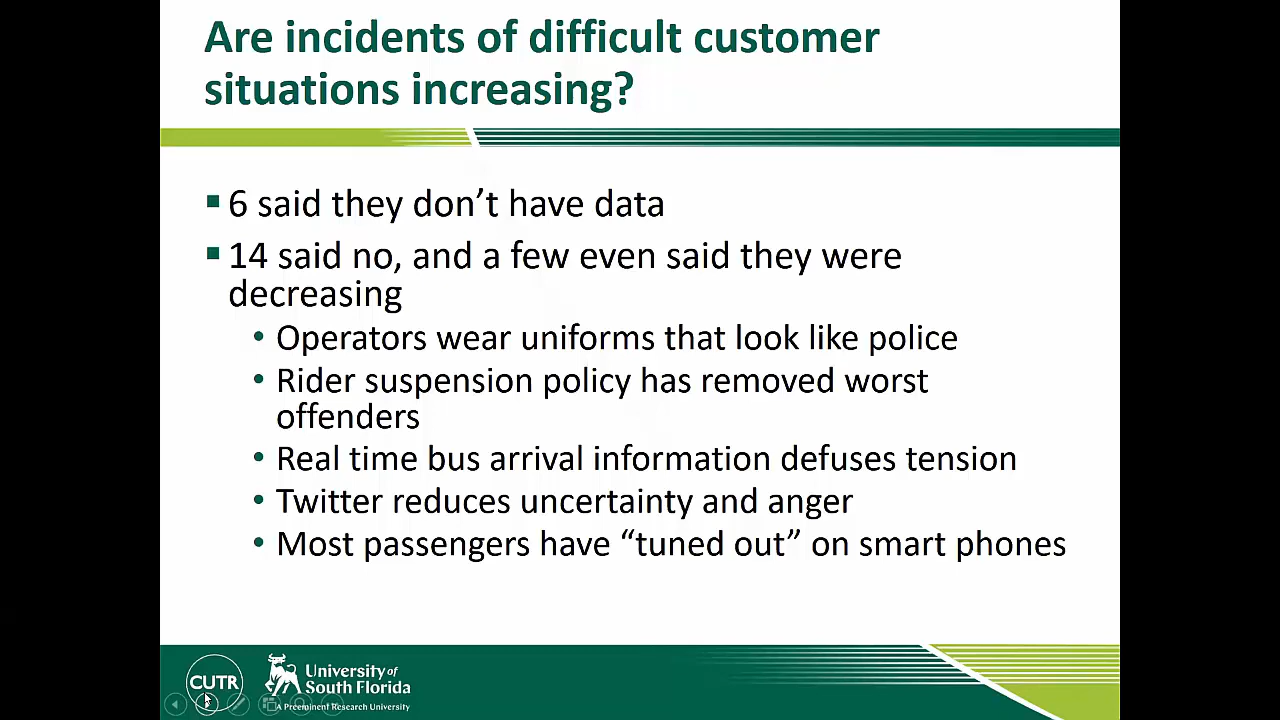 Are incidents of difficult customer
situations increasing?
6 said they don’t have data
14 said no, and a few even said they were
decreasing
Operators wear uniforms that look like police
Rider suspension policy has removed worst
offenders
Real time bus arrival information defuses tension
Twitter reduces uncertainty and anger
Most passengers have “tuned out” on smart phones
CUTR
University of
South Florida
A Preeminent Research University